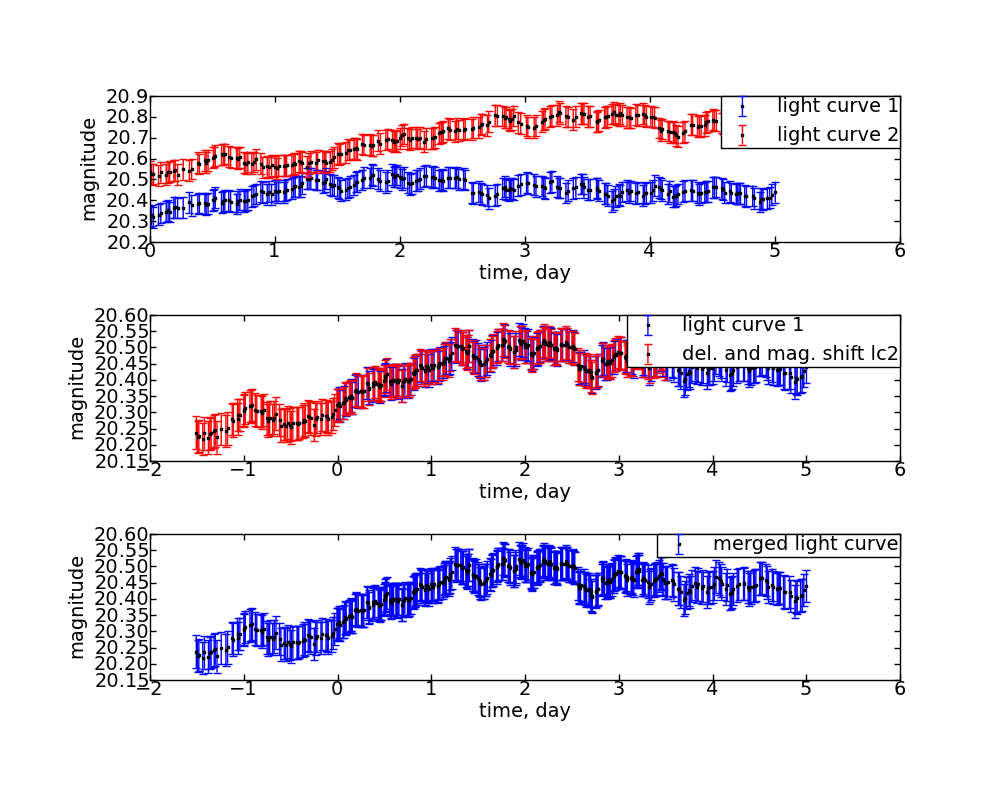 20.9
20.8
20.7
20.6
20.5
20.4
20.3
20.2
magnitude
light curve 1
light curve 2
0 1 2 3 4 5 6
time, day
20.60
20.55
20.50
20.45
20.40
20.35
20.30
20.25
20.20
20.15
magnitude
light curve 1
del. and mag. shift lc2
−2 −1 0 1 2 3 4 5 6
time, day
20.60
20.55
20.50
20.45
20.40
20.35
20.30
20.25
20.20
20.15
magnitude
merged light curve
−2 −1 0 1 2 3 4 5 6
time, day